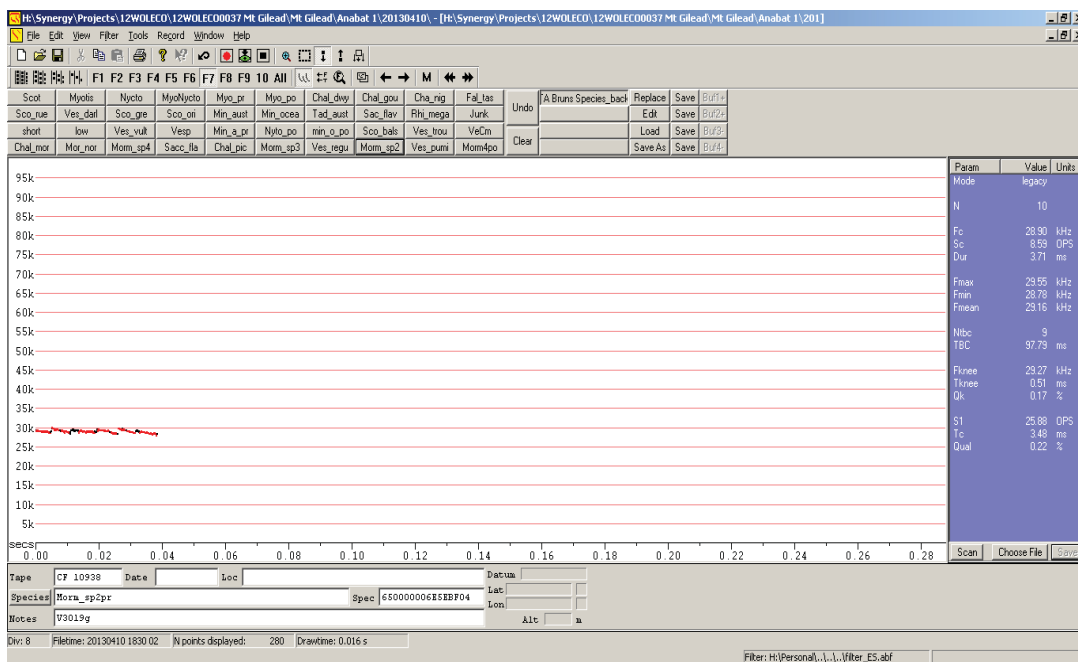 H:\Synergy\Projects\12WOLECO\12WOLECO00037 Mt Gilead\Mt Gilead\Anabat 1\20130410\ - [H:\Synergy\Projects\12WOLECO\12WOLECO00037 Mt Gilead\Mt Gilead\Anabat 1\201]
File Edit View Filter Tools Record Window Help
F1 F2 F3 F4 F5 F6 F7 F8 F9 10 All M
Scot Myotis Nycto MyoNycto Myo_pr Myo_po Chal_dwy Chal_gou Cha_nig Fal_tas Undo A Bruns Species_back Replace Save Buf1+
Sco_rue Ves_darl Sco_gre Sco_ori Min_aust Min_ocea Tad_aust Sac_flav Rhi_mega Junk Edit Save Buf2+
short low Ves_vult Vesp Min_a_pr Nyto_po min_o_po Sco_bals Ves_trou VeCm Clear Load Save Buf3-
Chal_mor Mor_nor Morm_sp4 Sacc_fla Chal_pic Morm_sp3 Ves_regu Morm_sp2 Ves_pumi Morm4po Save As Save Buf4-
Param Value Units
Mode legacy
N 10
Fc 28.90 kHz
Sc 8.59 OPS
Dur 3.71 ms
Fmax 29.55 kHz
Fmin 28.78 kHz
Fmean 29.16 kHz
Ntbc 9
TBC 97.79 ms
Fknee 29.27 kHz
Tknee 0.51 ms
Qk 0.17 %
S1 25.88 OPS
Tc 3.48 ms
Qual 0.22 %
95k
90k
85k
80k
75k
70k
65k
60k
55k
50k
45k
40k
35k
30k
25k
20k
15k
10k
5k
secs
0.00 0.02 0.04 0.06 0.08 0.10 0.12 0.14 0.16 0.18 0.20 0.22 0.24 0.26 0.28
Scan Choose File Save
Tape CF 10938 Date Loc Datum
Species Morm_sp2pr Spec 650000006E5EBF04 Lat
Lon
Notes V3019g Alt m
Div: 8 Filetime: 20130410 1830 02 N points displayed: 280 Drawtime: 0.016 s
Filter: H:\Personal\..\..\..\filter_ES.abf